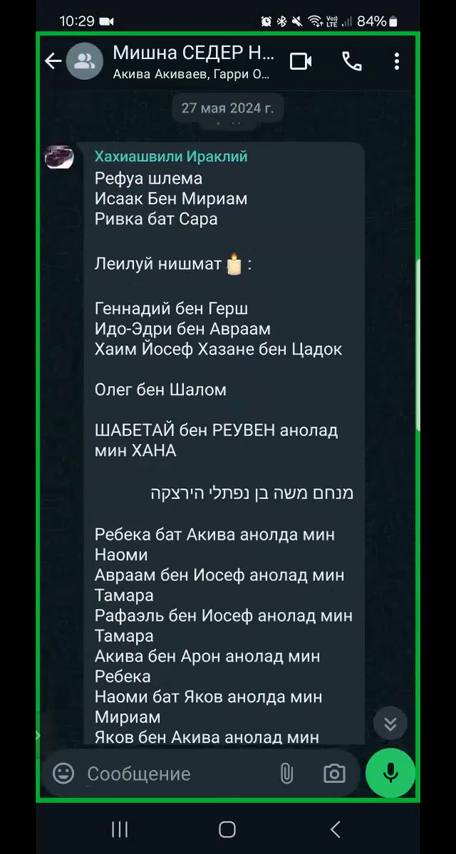 10:29
Vo))
LTE
84%
Мишна СЕДЕР Н...
Акива Акиваев, Гарри О...
27 мая 2024 г.
Хахиашвили Ираклий
Рефуа шлема
Исаак Бен Мириам
Ривка бат Сара
Леилуй нишмат🕯️ :
Геннадий бен Герш
Идо-Эдри бен Авраам
Хаим Йосеф Хазане бен Цадок
Олег бен Шалом
ШАБЕТАЙ бен РЕУВЕН анолад
мин ХАНА
מנחם משה בן נפתלי הירצקה
Ребека бат Акива анолда мин
Наоми
Авраам бен Иосеф анолад мин
Тамара
Рафаэль бен Иосеф анолад мин
Тамара
Акива бен Арон анолад мин
Ребека
Наоми бат Яков анолда мин
Мириам
Яков бен Акива анолад мин
Сообщение